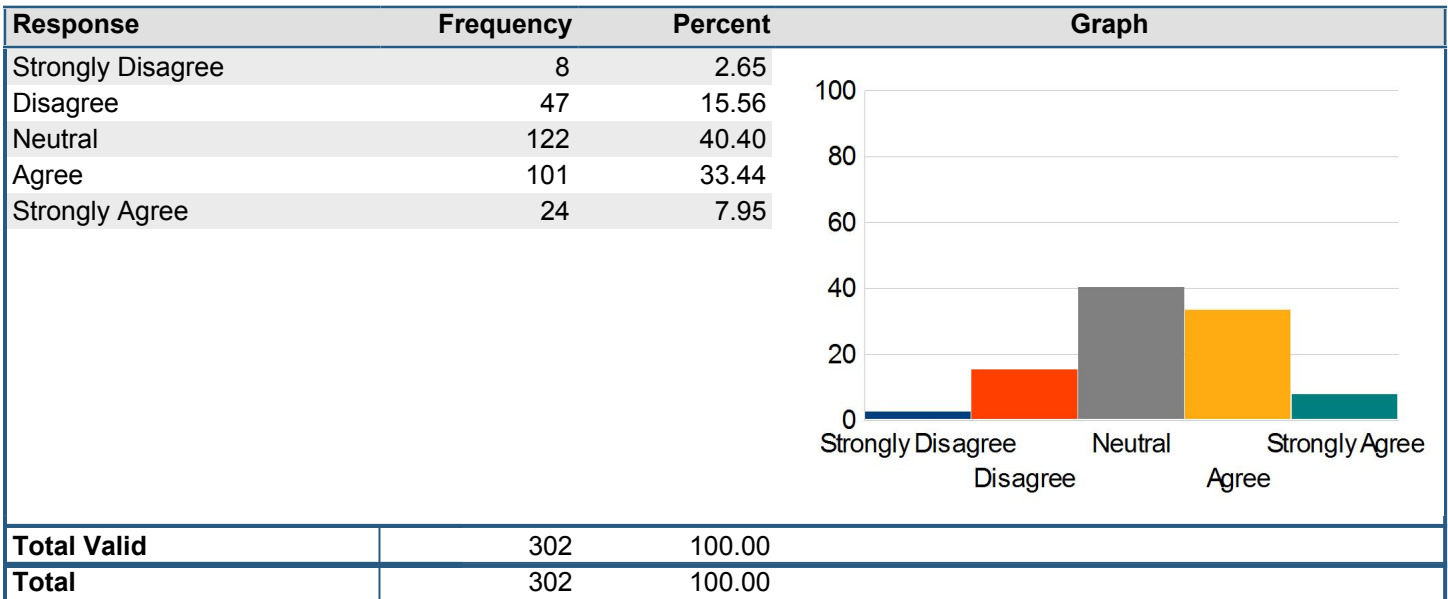 Response Frequency Percent Graph
Strongly Disagree 8 2.65
Disagree 47 15.56
Neutral 122 40.40
Agree 101 33.44
Strongly Agree 24 7.95
100
80
60
40
20
0
Strongly Disagree Neutral Strongly Agree
Disagree Agree
Total Valid 302 100.00
Total 302 100.00